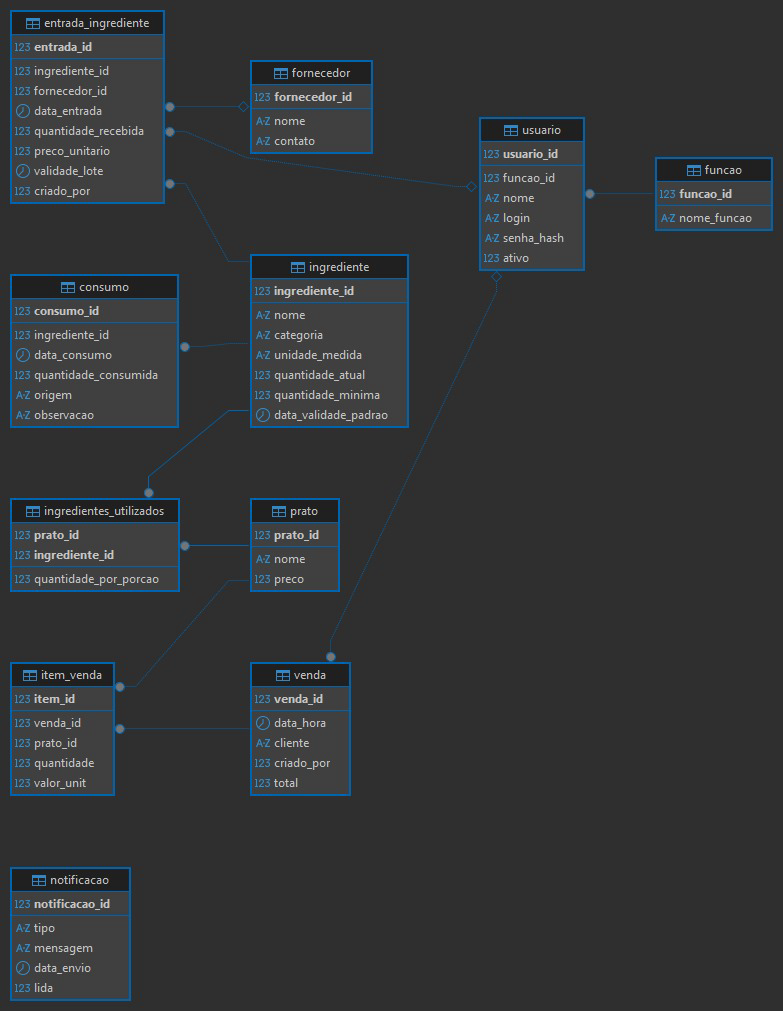 entrada_ingrediente
123 entrada_id
123 ingrediente_id
123 fornecedor_id
data_entrada
123 quantidade_recebida
123 preco_unitario
validade_lote
123 criado_por
fornecedor
123 fornecedor_id
A-Z nome
A-Z contato
usuario
123 usuario_id
123 funcao_id
A-Z nome
A-Z login
A-Z senha_hash
123 ativo
funcao
123 funcao_id
A-Z nome_funcao
ingrediente
123 ingrediente_id
A-Z nome
A-Z categoria
A-Z unidade_medida
123 quantidade_atual
123 quantidade_minima
data_validade_padrao
consumo
123 consumo_id
123 ingrediente_id
data_consumo
123 quantidade_consumida
A-Z origem
A-Z observacao
ingredientes_utilizados
123 prato_id
123 ingrediente_id
123 quantidade_por_porcao
prato
123 prato_id
A-Z nome
123 preco
item_venda
123 item_id
123 venda_id
123 prato_id
123 quantidade
123 valor_unit
venda
123 venda_id
data_hora
A-Z cliente
123 criado_por
123 total
notificacao
123 notificacao_id
A-Z tipo
A-Z mensagem
data_envio
123 lida